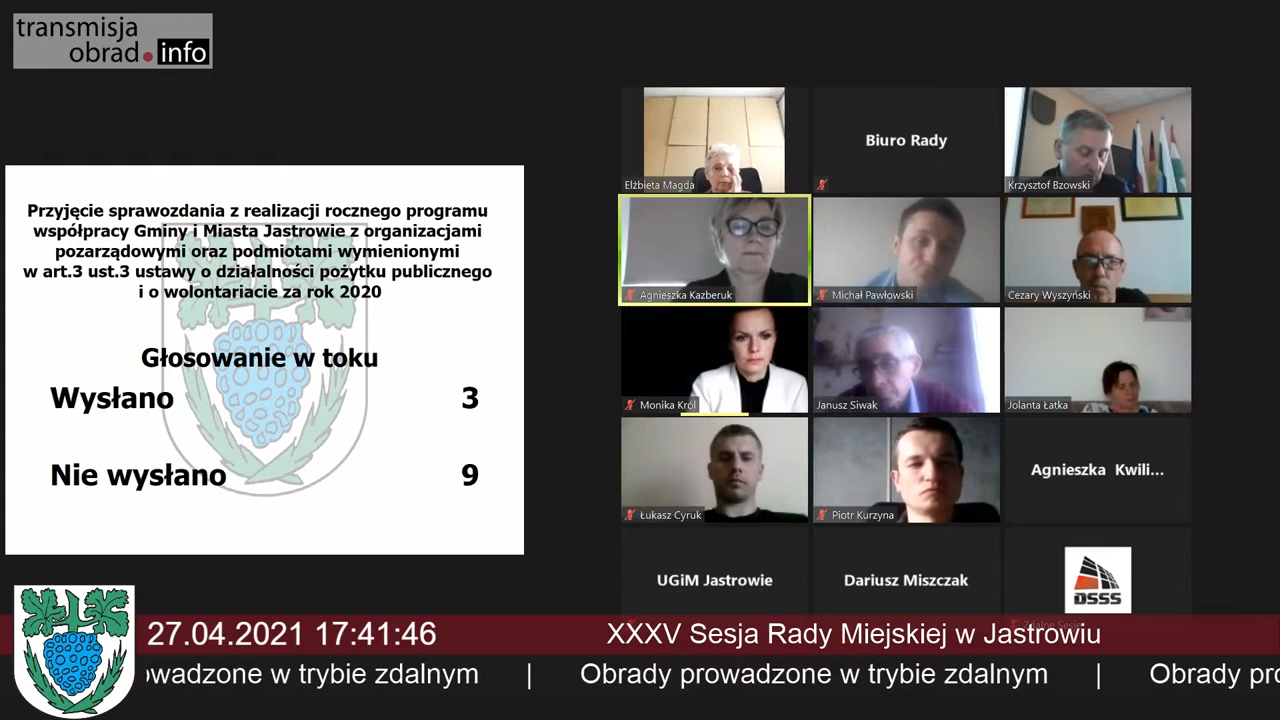 transmisja
obrad.info
Przyjęcie sprawozdania z realizacji rocznego programu
współpracy Gminy i Miasta Jastrowie z organizacjami
pozarządowymi oraz podmiotami wymienionymi
w art.3 ust.3 ustawy o działalności pożytku publicznego
i o wolontariacie za rok 2020
Głosowanie w toku
Wysłano 3
Nie wysłano 9
Elżbieta Magda
Biuro Rady
Krzysztof Bzowski
Agnieszka Kazberuk
Michał Pawłowski
Cezary Wyszyński
Monika Król
Janusz Siwak
Jolanta Łatka
Łukasz Cyruk
Piotr Kurzyna
Agnieszka Kwili...
UGiM Jastrowie
Dariusz Miszczak
DSSS
27.04.2021 17:41:46
XXXV Sesja Rady Miejskiej w Jastrowiu
owadzone w trybie zdalnym | Obrady prowadzone w trybie zdalnym | Obrady pro